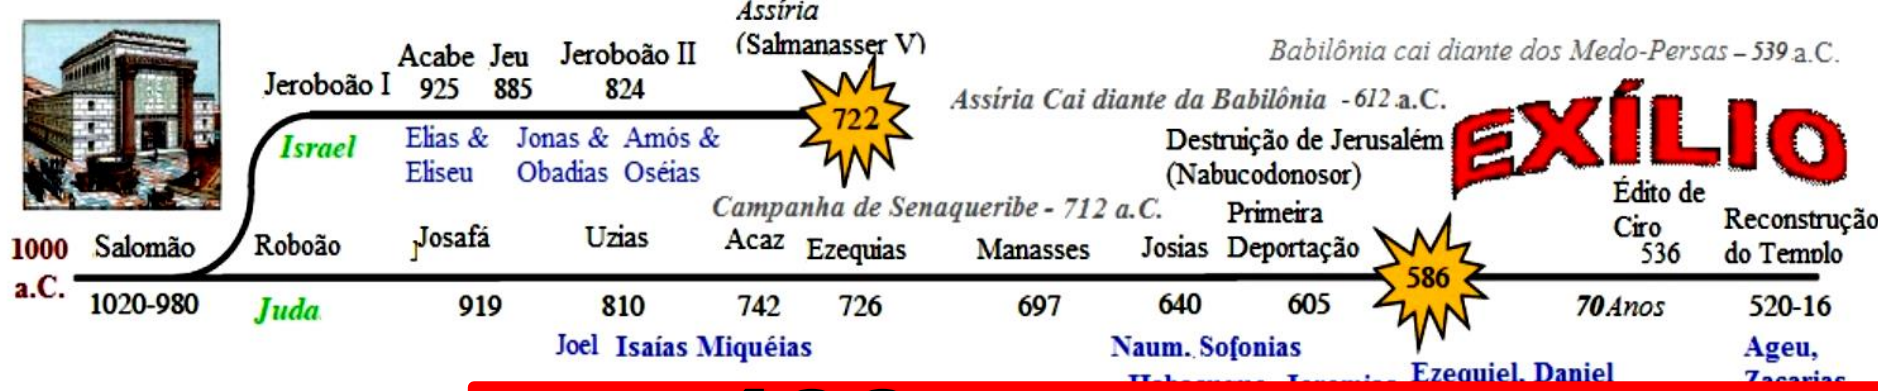 Assíria
(Salmanasser V)
Acabe Jeu Jeroboão II
Jeroboão I 925 885 824
Babilônia cai diante dos Medo-Persas – 539 a.C.
Assíria Cai diante da Babilônia - 612 a.C.
722
EXÍLIO
Israel
Elias & Jonas & Amós &
Eliseu Obadias Oséias
Destruição de Jerusalém
(Nabucodonosor)
Campanha de Senaqueribe - 712 a.C.
Primeira
Deportação
Édito de
Ciro
536
Reconstrução
do Templo
1000
a.C.
Salomão Roboão Josafá Uzias Acaz Ezequias Manasses Josias
586
1020-980 Juda 919 810 742 726 697 640 605 70 Anos 520-16
Joel Isaías Miquéias
Naum. Sofonias
Ezequiel, Daniel
Ageu,